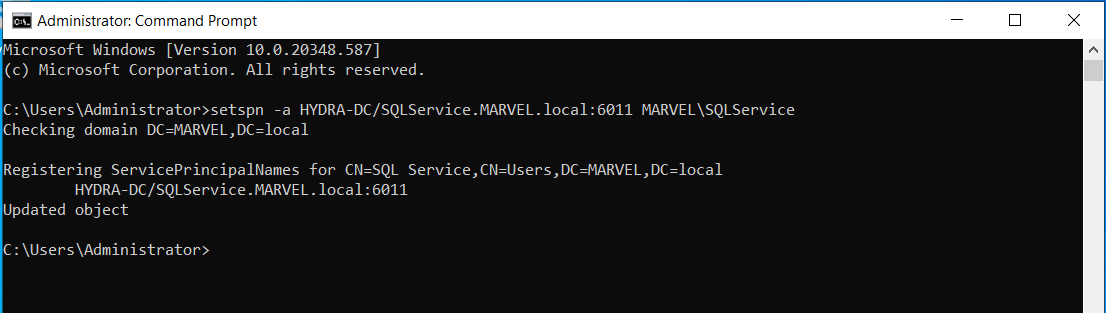 Administrator: Command Prompt
Microsoft Windows [Version 10.0.20348.587]
(c) Microsoft Corporation. All rights reserved.
C:\Users\Administrator>setspn -a HYDRA-DC/SQLService.MARVEL.local:6011 MARVEL\SQLService
Checking domain DC=MARVEL,DC=local
Registering ServicePrincipalNames for CN=SQL Service,CN=Users,DC=MARVEL,DC=local
HYDRA-DC/SQLService.MARVEL.local:6011
Updated object
C:\Users\Administrator>